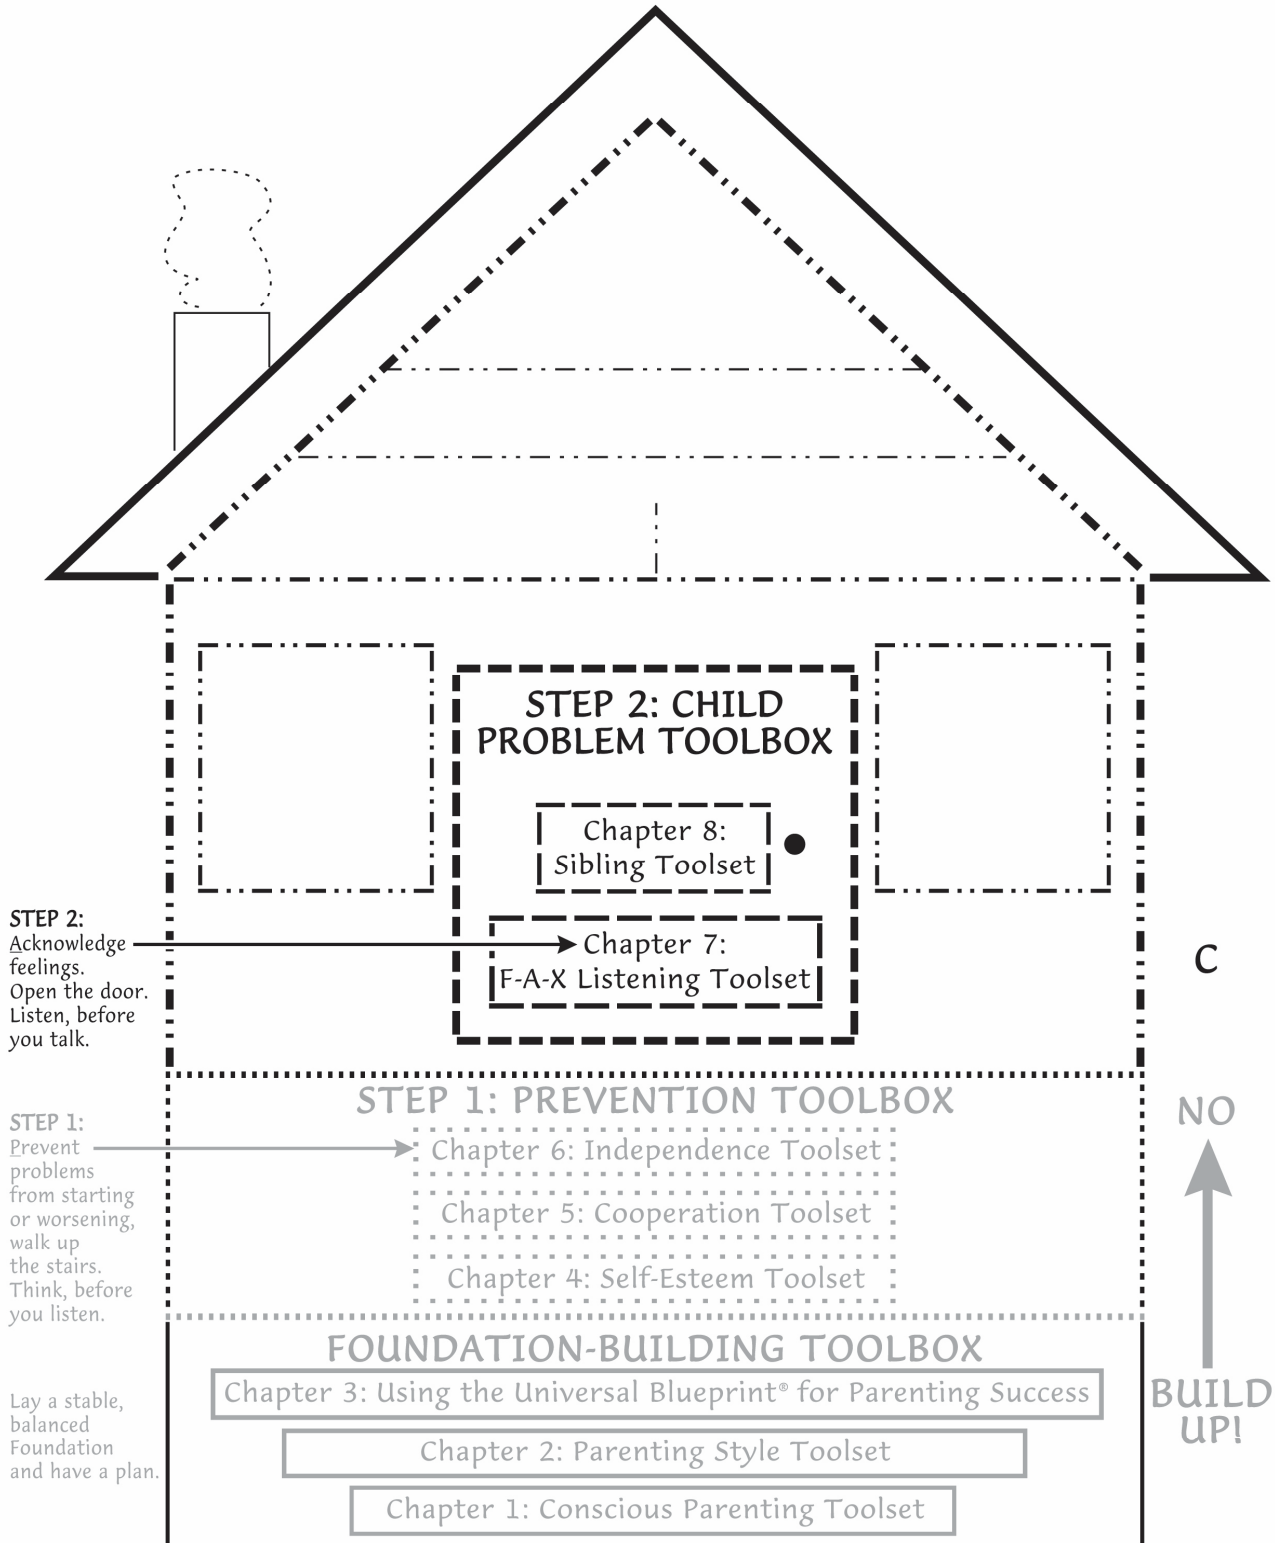 STEP 2: CHILD
PROBLEM TOOLBOX
Chapter 8:
Sibling Toolset
STEP 2:
Acknowledge
feelings.
Open the door.
Listen, before
you talk.
Chapter 7:
F-A-X Listening Toolset
C
STEP 1: PREVENTION TOOLBOX
STEP 1:
Prevent
problems
from starting
or worsening,
walk up
the stairs.
Think, before
you listen.
Chapter 6: Independence Toolset
Chapter 5: Cooperation Toolset
Chapter 4: Self-Esteem Toolset
NO
BUILD
UP!
FOUNDATION-BUILDING TOOLBOX
Lay a stable,
balanced
Foundation
and have a plan.
Chapter 3: Using the Universal Blueprint® for Parenting Success
Chapter 2: Parenting Style Toolset
Chapter 1: Conscious Parenting Toolset